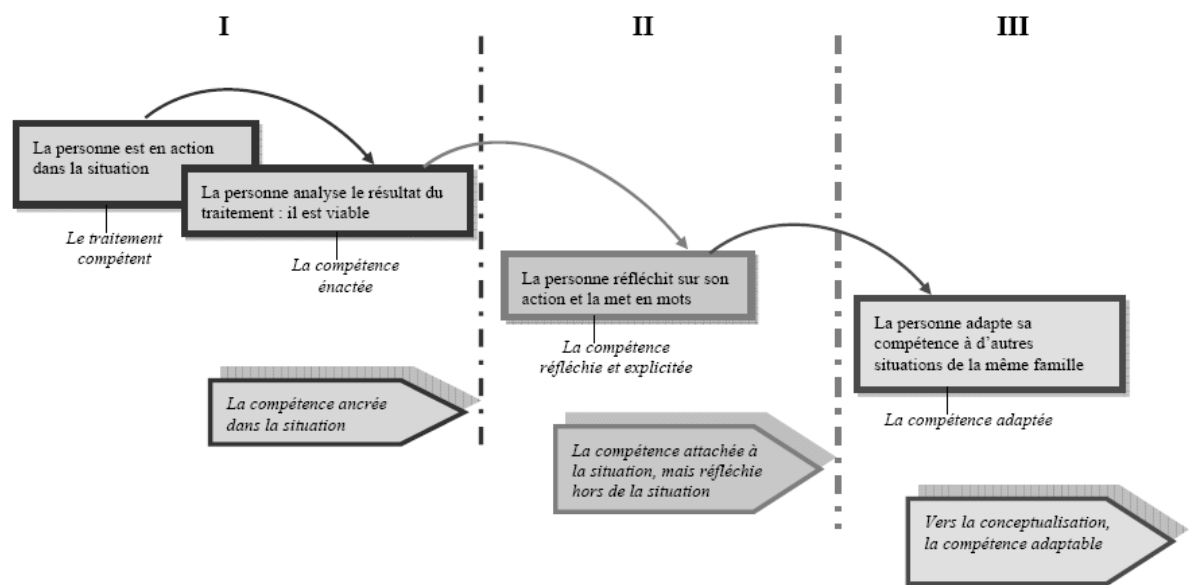 I
II
III
La personne est en action
dans la situation
La personne analyse le résultat du
traitement : il est viable
Le traitement
compétent
La compétence
énactée
La personne réfléchit sur son
action et la met en mots
La compétence
réfléchie et explicitée
La personne adapte sa
compétence à d'autres
situations de la même famille
La compétence adaptée
La compétence ancrée
dans la situation
La compétence attachée à
la situation, mais réfléchie
hors de la situation
Vers la conceptualisation,
la compétence adaptable